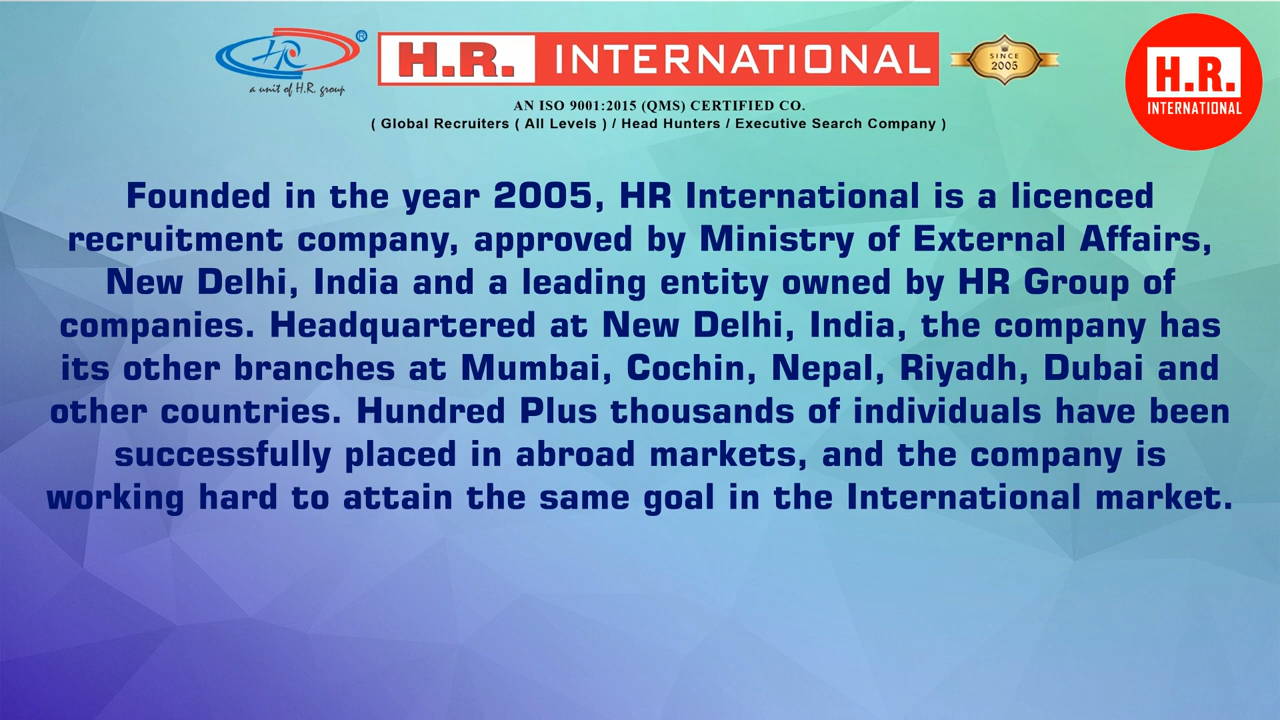 HR ®
a unit of H.R. group
H.R. INTERNATIONAL
SINCE
2005
H.R.
INTERNATIONAL
AN ISO 9001:2015 (QMS) CERTIFIED CO.
( Global Recruiters ( All Levels ) / Head Hunters / Executive Search Company )
Founded in the year 2005, HR International is a licenced
recruitment company, approved by Ministry of External Affairs,
New Delhi, India and a leading entity owned by HR Group of
companies. Headquartered at New Delhi, India, the company has
its other branches at Mumbai, Cochin, Nepal, Riyadh, Dubai and
other countries. Hundred Plus thousands of individuals have been
successfully placed in abroad markets, and the company is
working hard to attain the same goal in the International market.